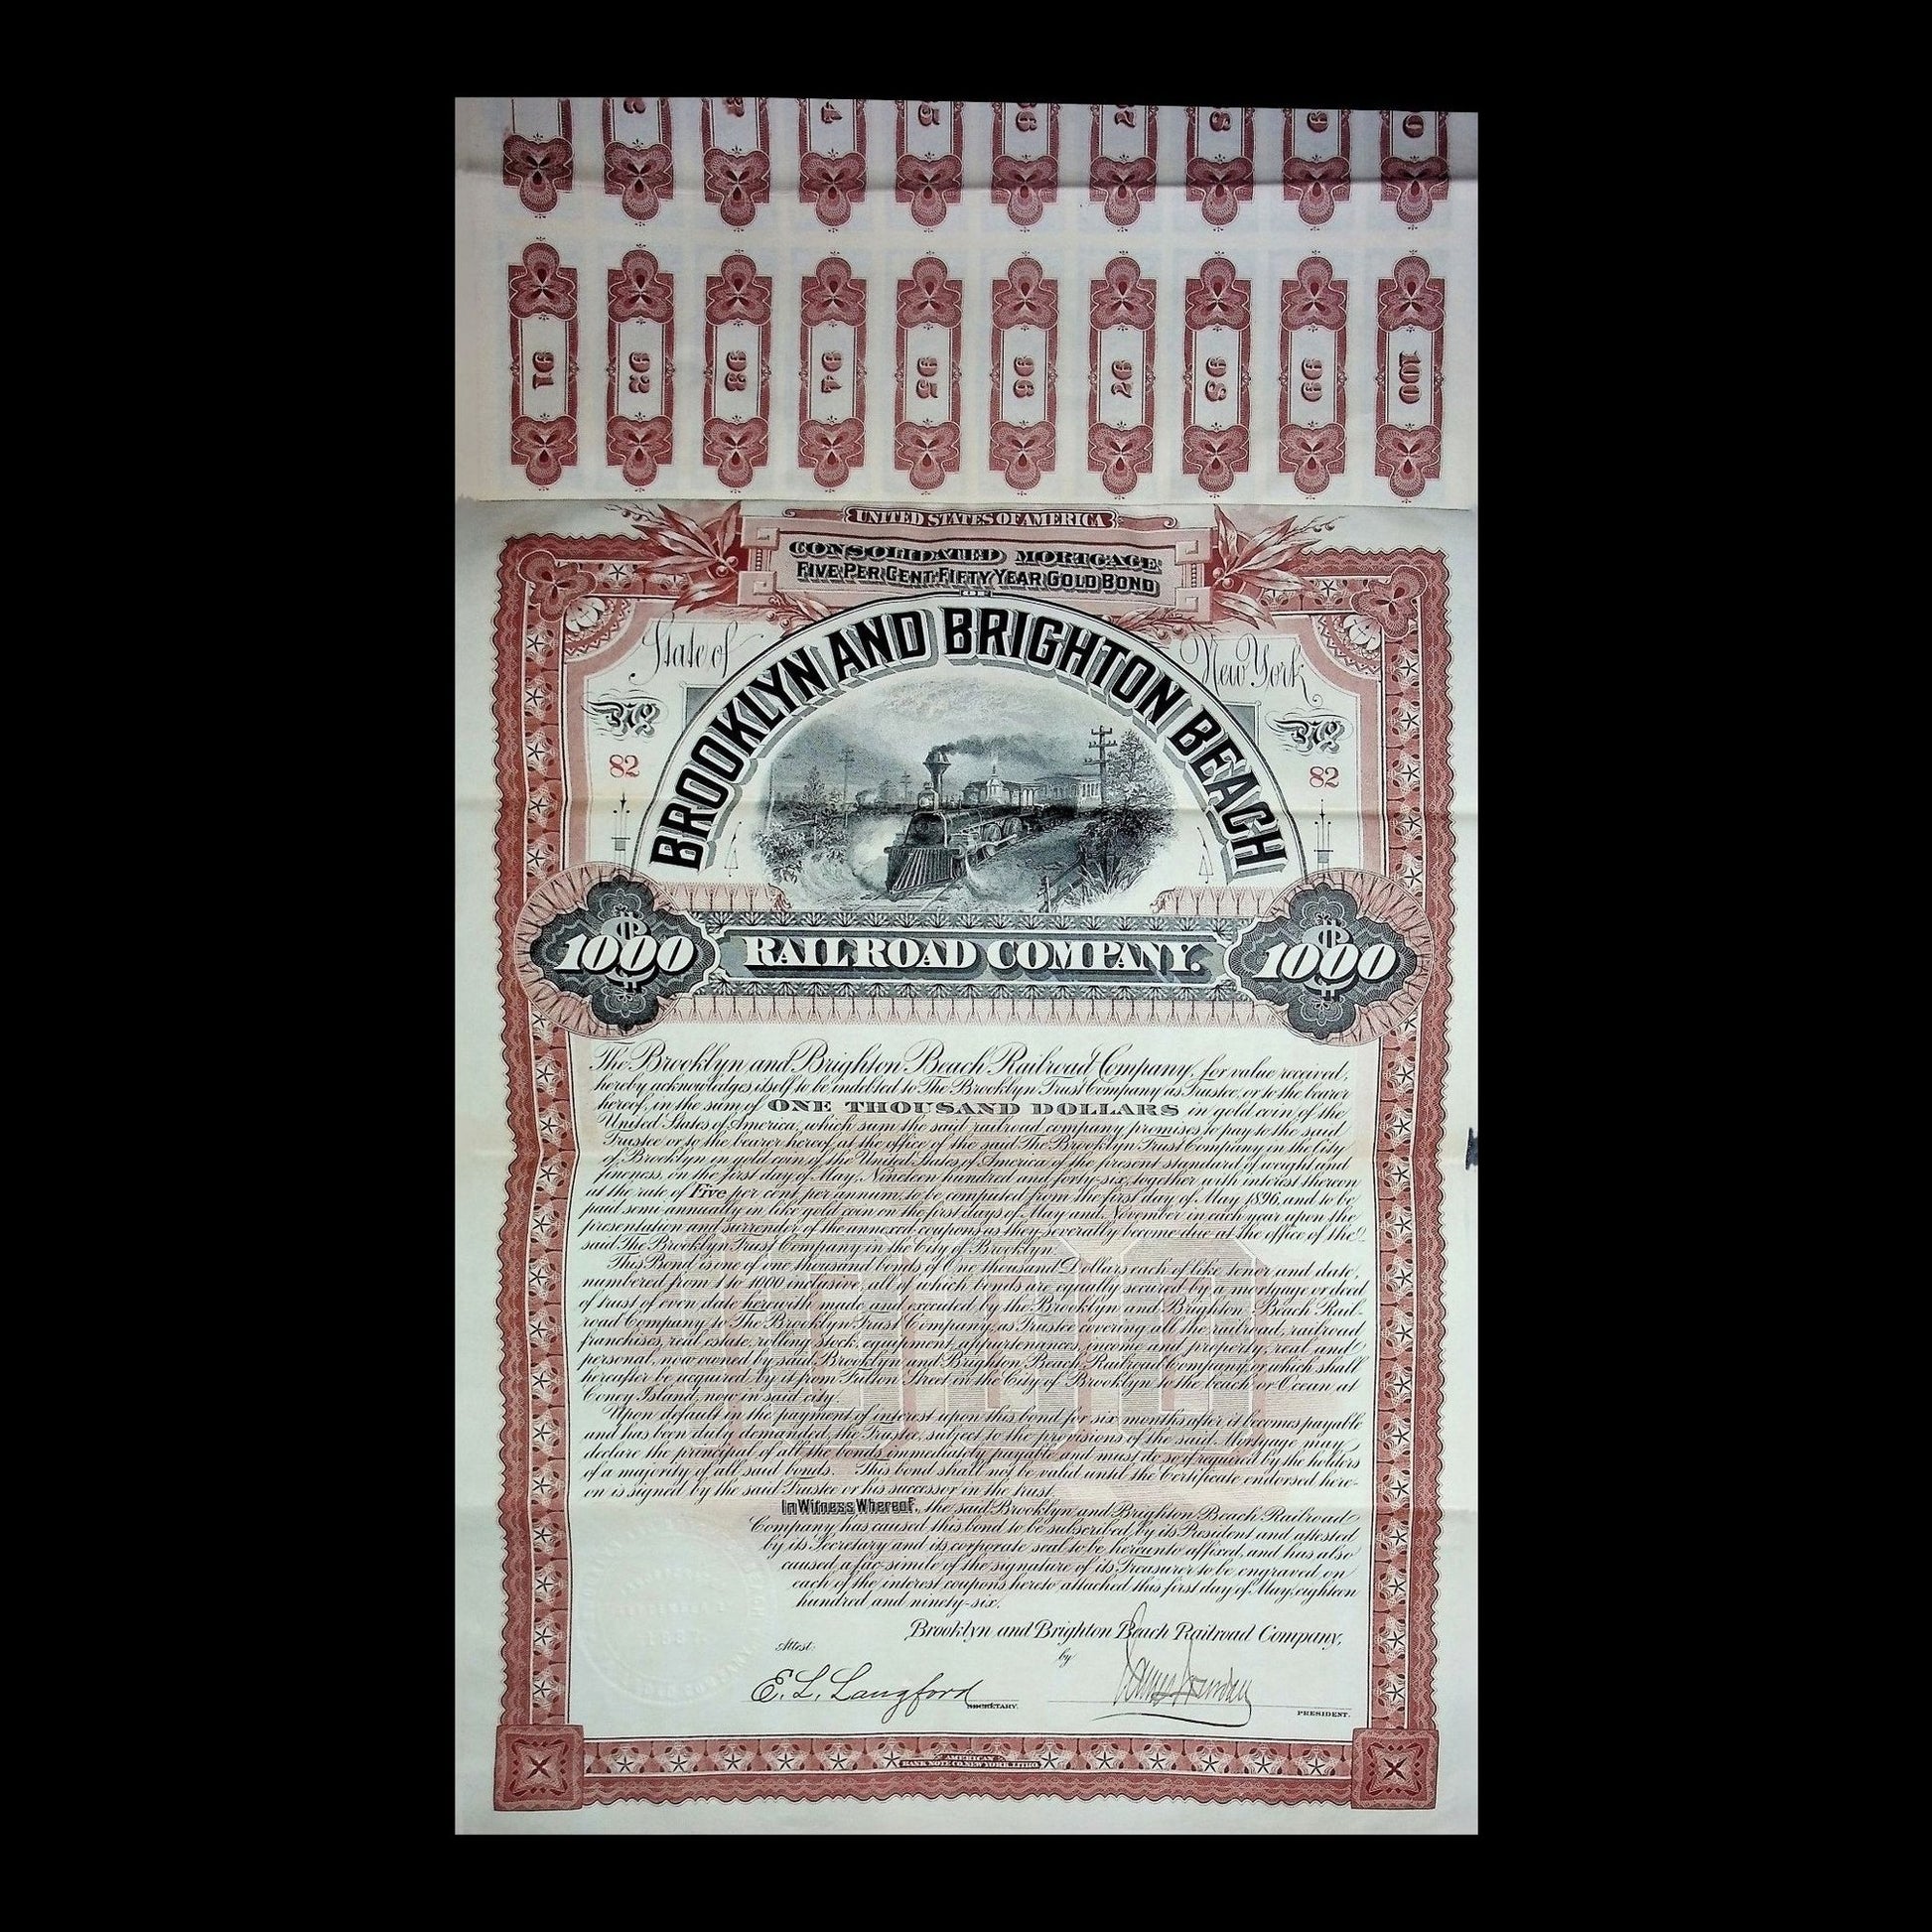 91 92 93 94 95 96 97 98 99 100
UNITED STATES OF AMERICA
CONSOLIDATED MORTGAGE
FIVE PER CENT FIFTY YEAR GOLD BOND
OF
State of New York
BROOKLYN AND BRIGHTON BEACH
No No
82 82
$1000 RAILROAD COMPANY. $1000
The Brooklyn and Brighton Beach Railroad Company, for value received,
hereby acknowledges itself to be indebted to The Brooklyn Trust Company as Trustee, or to the bearer
hereof, in the sum of ONE THOUSAND DOLLARS in gold coin of the
United States of America, which sum the said railroad company promises to pay to the said
Trustee or to the bearer hereof, at the office of the said The Brooklyn Trust Company in the City
of Brooklyn in gold coin of the United States of America of the present standard of weight and
fineness, on the first day of May, Nineteen hundred and forty-six, together with interest thereon
at the rate of Five per cent per annum, to be computed from the first day of May 1896, and to be
paid semi-annually in like gold coin on the first days of May and November in each year upon the
presentation and surrender of the annexed coupons as they severally become due at the office of the
said The Brooklyn Trust Company in the City of Brooklyn.
This Bond is one of one thousand bonds of One thousand Dollars each of like tenor and date,
numbered from 1 to 1000 inclusive, all of which bonds are equally secured by a mortgage or deed
of trust of even date herewith made and executed by the Brooklyn and Brighton Beach Rail-
road Company to The Brooklyn Trust Company as Trustee covering all the railroad, railroad
franchises, real estate, rolling stock, equipment, appurtenances, income and property, real and
personal, now owned by said Brooklyn and Brighton Beach Railroad Company, or which shall
hereafter be acquired by it from Fulton Street in the City of Brooklyn to the beach or Ocean at
Coney Island, now in said city.
Upon default in the payment of interest upon this bond for six months after it becomes payable
and has been duly demanded, the Trustee, subject to the provisions of the said Mortgage, may
declare the principal of all the bonds immediately payable and must do so if required by the holders
of a majority of all said bonds. This bond shall not be valid until the Certificate endorsed here-
on is signed by the said Trustee or his successor in the trust.
In Witness Whereof, the said Brooklyn and Brighton Beach Railroad
Company has caused this bond to be subscribed by its President and attested
by its Secretary and its corporate seal to be hereunto affixed, and has also
caused a fac-simile of the signature of its Treasurer to be engraved on
each of the interest coupons hereto attached this first day of May, eighteen
hundred and ninety-six.
Brooklyn and Brighton Beach Railroad Company,
Attest: by
E. L. Langford
SECRETARY. PRESIDENT.
AMERICAN
BANK NOTE CO. NEW YORK, LITHO.